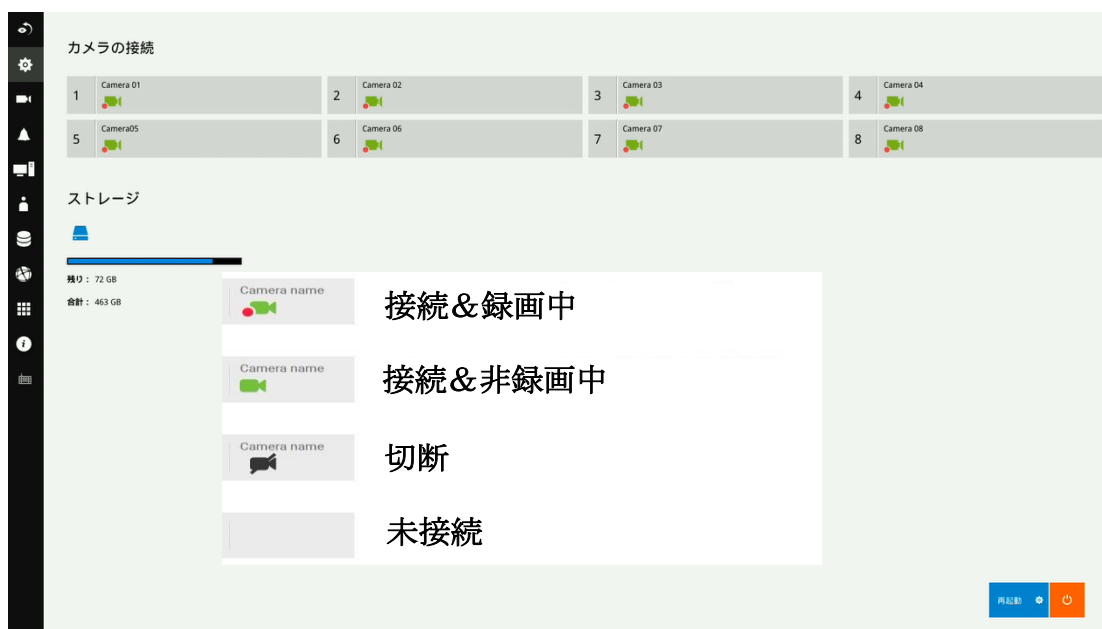 カメラの接続
1 Camera 01 2 Camera 02 3 Camera 03 4 Camera 04
5 Camera05 6 Camera 06 7 Camera 07 8 Camera 08
ストレージ
残り： 72 GB
合計： 463 GB
Camera name 接続＆録画中
Camera name 接続＆非録画中
Camera name 切断
未接続
再起動